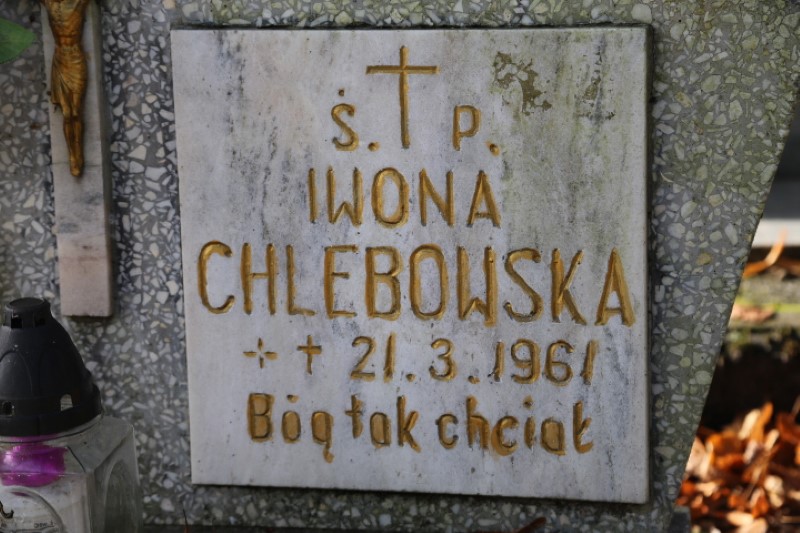 ś. p.
IWONA
CHLEBOWSKA
21.3.1961
Bóg tak chciał